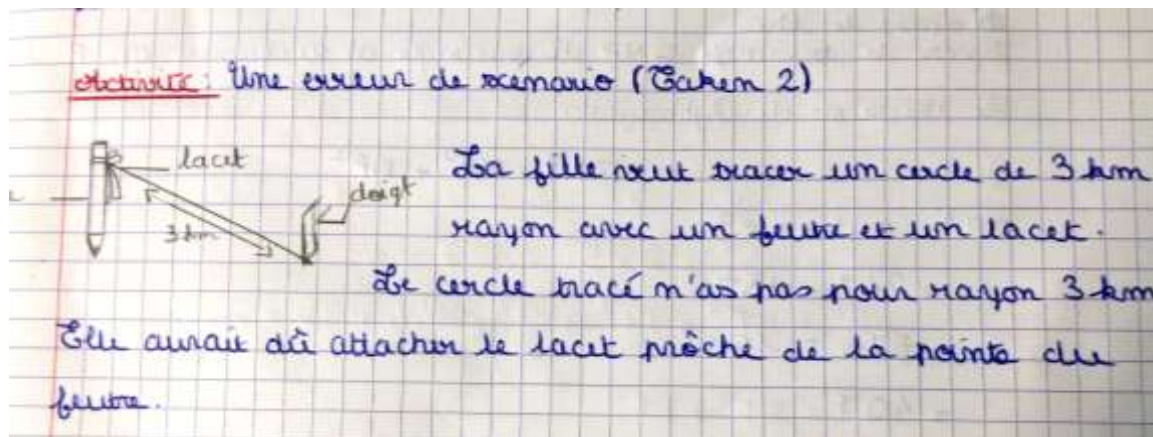 Activité : Une erreur de scénario (Taken 2)
lacet
doigt
3 km
La fille veut tracer un cercle de 3 km
rayon avec un feutre et un lacet.
Le cercle tracé n'as pas pour rayon 3 km
Elle aurait dû attacher le lacet prôche de la pointe du
feutre.